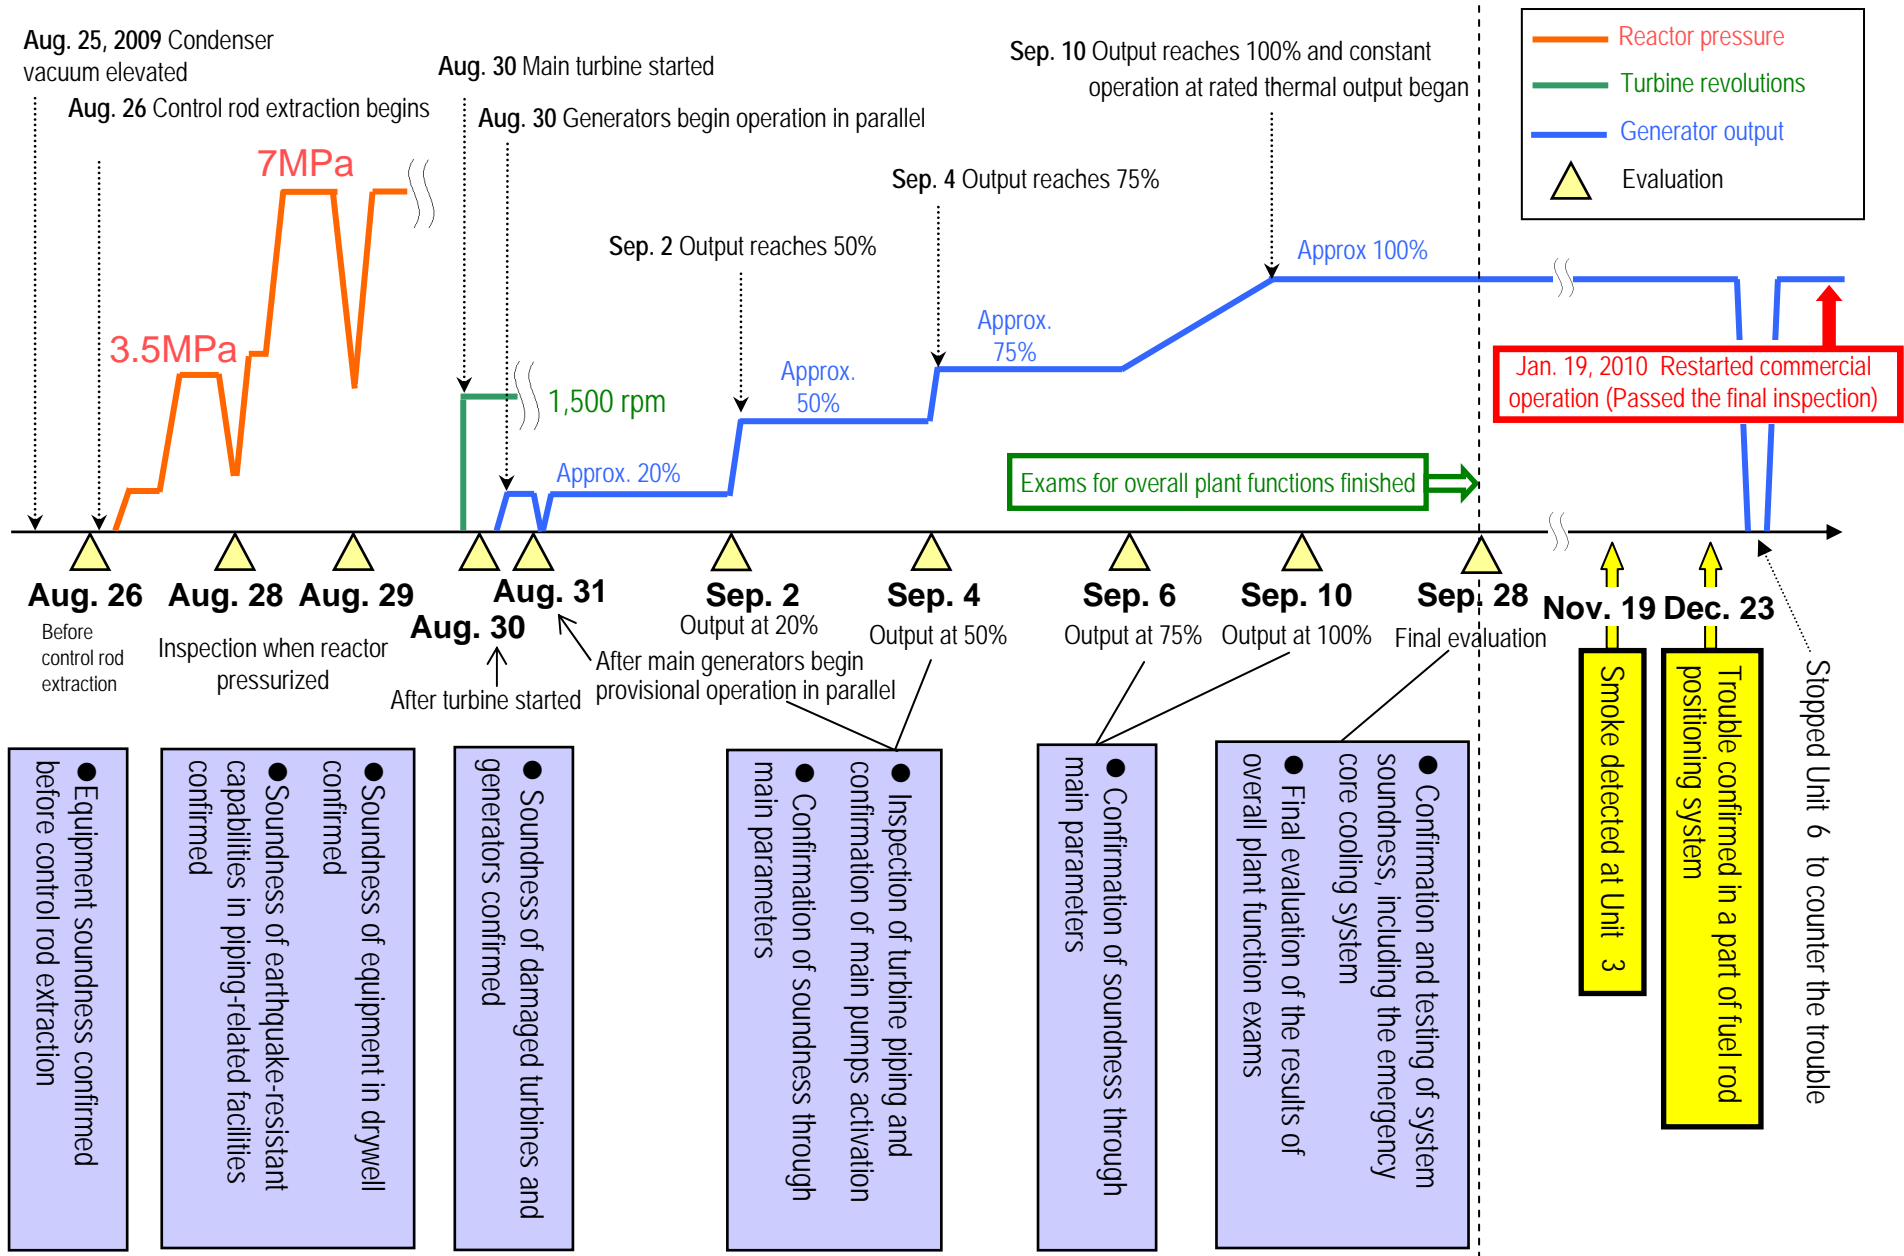 Aug. 25, 2009 Condenser
vacuum elevated
Aug. 26 Control rod extraction begins
Aug. 30 Main turbine started
Aug. 30 Generators begin operation in parallel
Sep. 2 Output reaches 50%
Sep. 4 Output reaches 75%
Sep. 10 Output reaches 100% and constant
operation at rated thermal output began
Reactor pressure
Turbine revolutions
Generator output
Evaluation
7MPa
3.5MPa
1,500 rpm
Approx. 20%
Approx.
50%
Approx.
75%
Approx 100%
Jan. 19, 2010 Restarted commercial
operation (Passed the final inspection)
Exams for overall plant functions finished
Aug. 26
Before
control rod
extraction
Aug. 28
Aug. 29
Inspection when reactor
pressurized
Aug. 30
After turbine started
Aug. 31
After main generators begin
provisional operation in parallel
Sep. 2
Output at 20%
Sep. 4
Output at 50%
Sep. 6
Output at 75%
Sep. 10
Output at 100%
Sep. 28
Final evaluation
Nov. 19
Dec. 23
● Equipment soundness confirmed
before control rod extraction
● Soundness of equipment in drywell
confirmed
● Soundness of earthquake-resistant
capabilities in piping-related facilities
confirmed
● Soundness of damaged turbines and
generators confirmed
● Inspection of turbine piping and
confirmation of main pumps activation
● Confirmation of soundness through
main parameters
● Confirmation of soundness through
main parameters
● Confirmation and testing of system
soundness, including the emergency
core cooling system
● Final evaluation of the results of
overall plant function exams
Smoke detected at Unit 3
Trouble confirmed in a part of fuel rod
positioning system
Stopped Unit 6 to counter the trouble